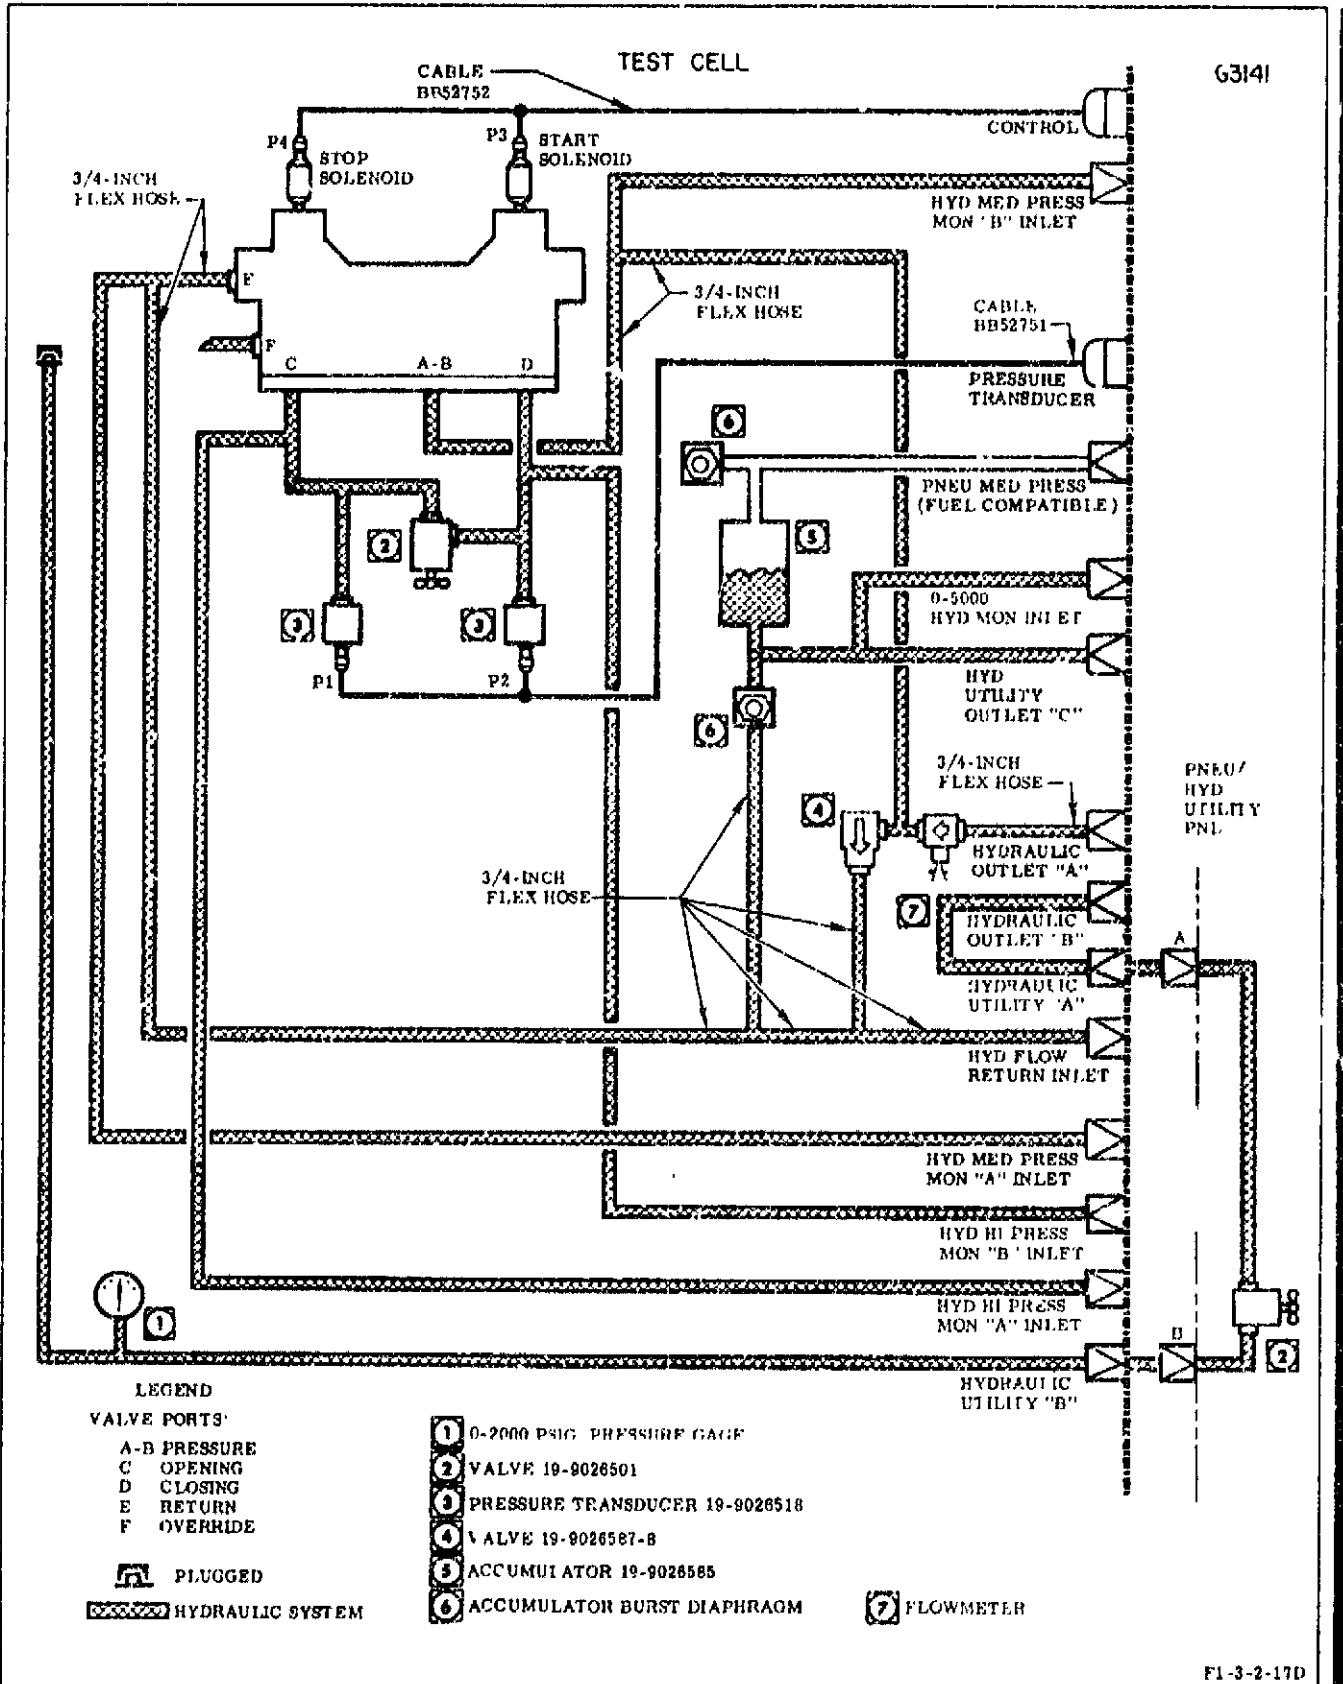 TEST CELL
G3141
CABLE
BB52752
CONTROL
P4
P3
START
SOLENOID
STOP
SOLENOID
3/4-INCH
FLEX HOSE
HYD MED PRESS
MON "B" INLET
E
3/4-INCH
FLEX HOSE
CABLE
BB52751
F
C
A-B
D
PRESSURE
TRANSDUCER
6
PNEU MED PRESS
(FUEL COMPATIBLE)
2
5
0-5000
HYD MON INLET
3
3
P1
P2
HYD
UTILITY
OUTLET "C"
6
3/4-INCH
FLEX HOSE
PNEU/
HYD
UTILITY
PNL
4
HYDRAULIC
OUTLET "A"
3/4-INCH
FLEX HOSE
7
HYDRAULIC
OUTLET "B"
A
HYDRAULIC
UTILITY "A"
HYD FLOW
RETURN INLET
HYD MED PRESS
MON "A" INLET
HYD HI PRESS
MON "B" INLET
1
HYD HI PRESS
MON "A" INLET
B
2
HYDRAULIC
UTILITY "B"
LEGEND
VALVE PORTS:
A-B PRESSURE
C OPENING
D CLOSING
E RETURN
F OVERRIDE
PLUGGED
HYDRAULIC SYSTEM
1 0-2000 PSIG PRESSURE GAGE
2 VALVE 19-9026501
3 PRESSURE TRANSDUCER 19-9026518
4 VALVE 19-9026587-8
5 ACCUMULATOR 19-9026585
6 ACCUMULATOR BURST DIAPHRAGM
7 FLOWMETER
F1-3-2-17D